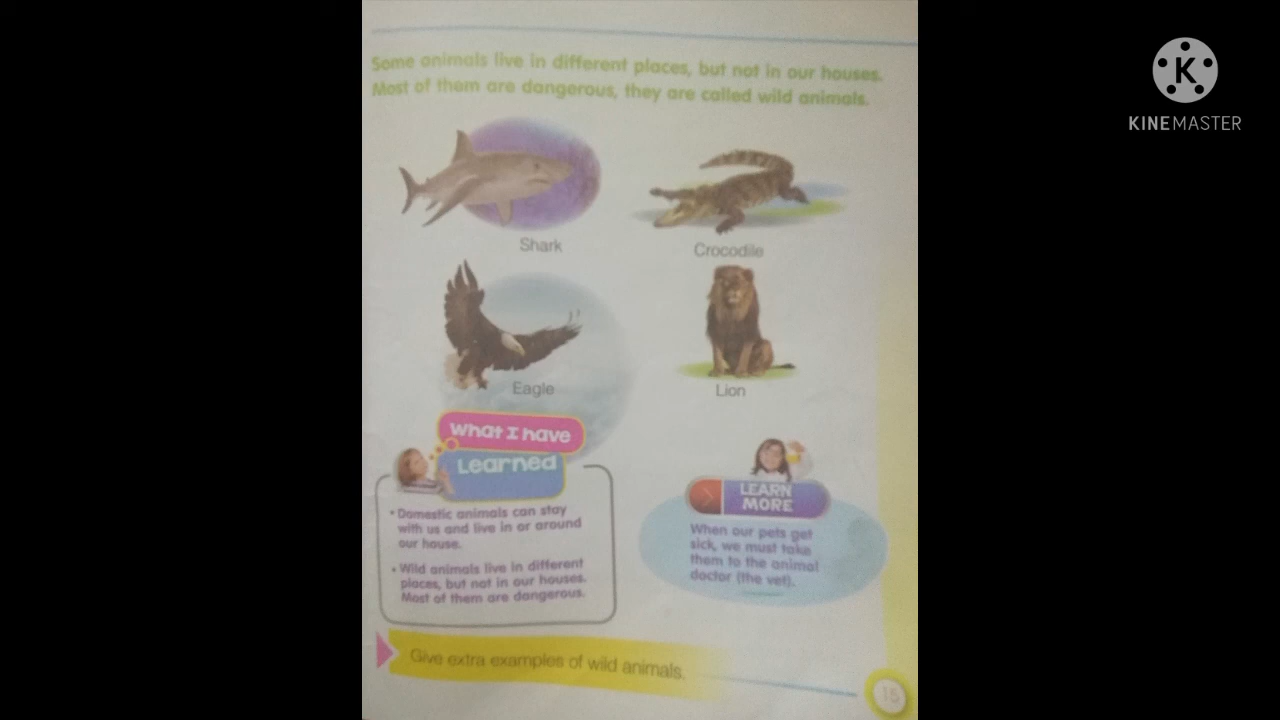 Some animals live in different places, but not in our houses.
Most of them are dangerous, they are called wild animals.
KINEMASTER
Shark
Crocodile
Eagle
Lion
What I have
Learned
• Domestic animals can stay
with us and live in or around
our house.
• Wild animals live in different
places, but not in our houses.
Most of them are dangerous.
LEARN
MORE
When our pets get
sick, we must take
them to the animal
doctor (the vet).
Give extra examples of wild animals.
15